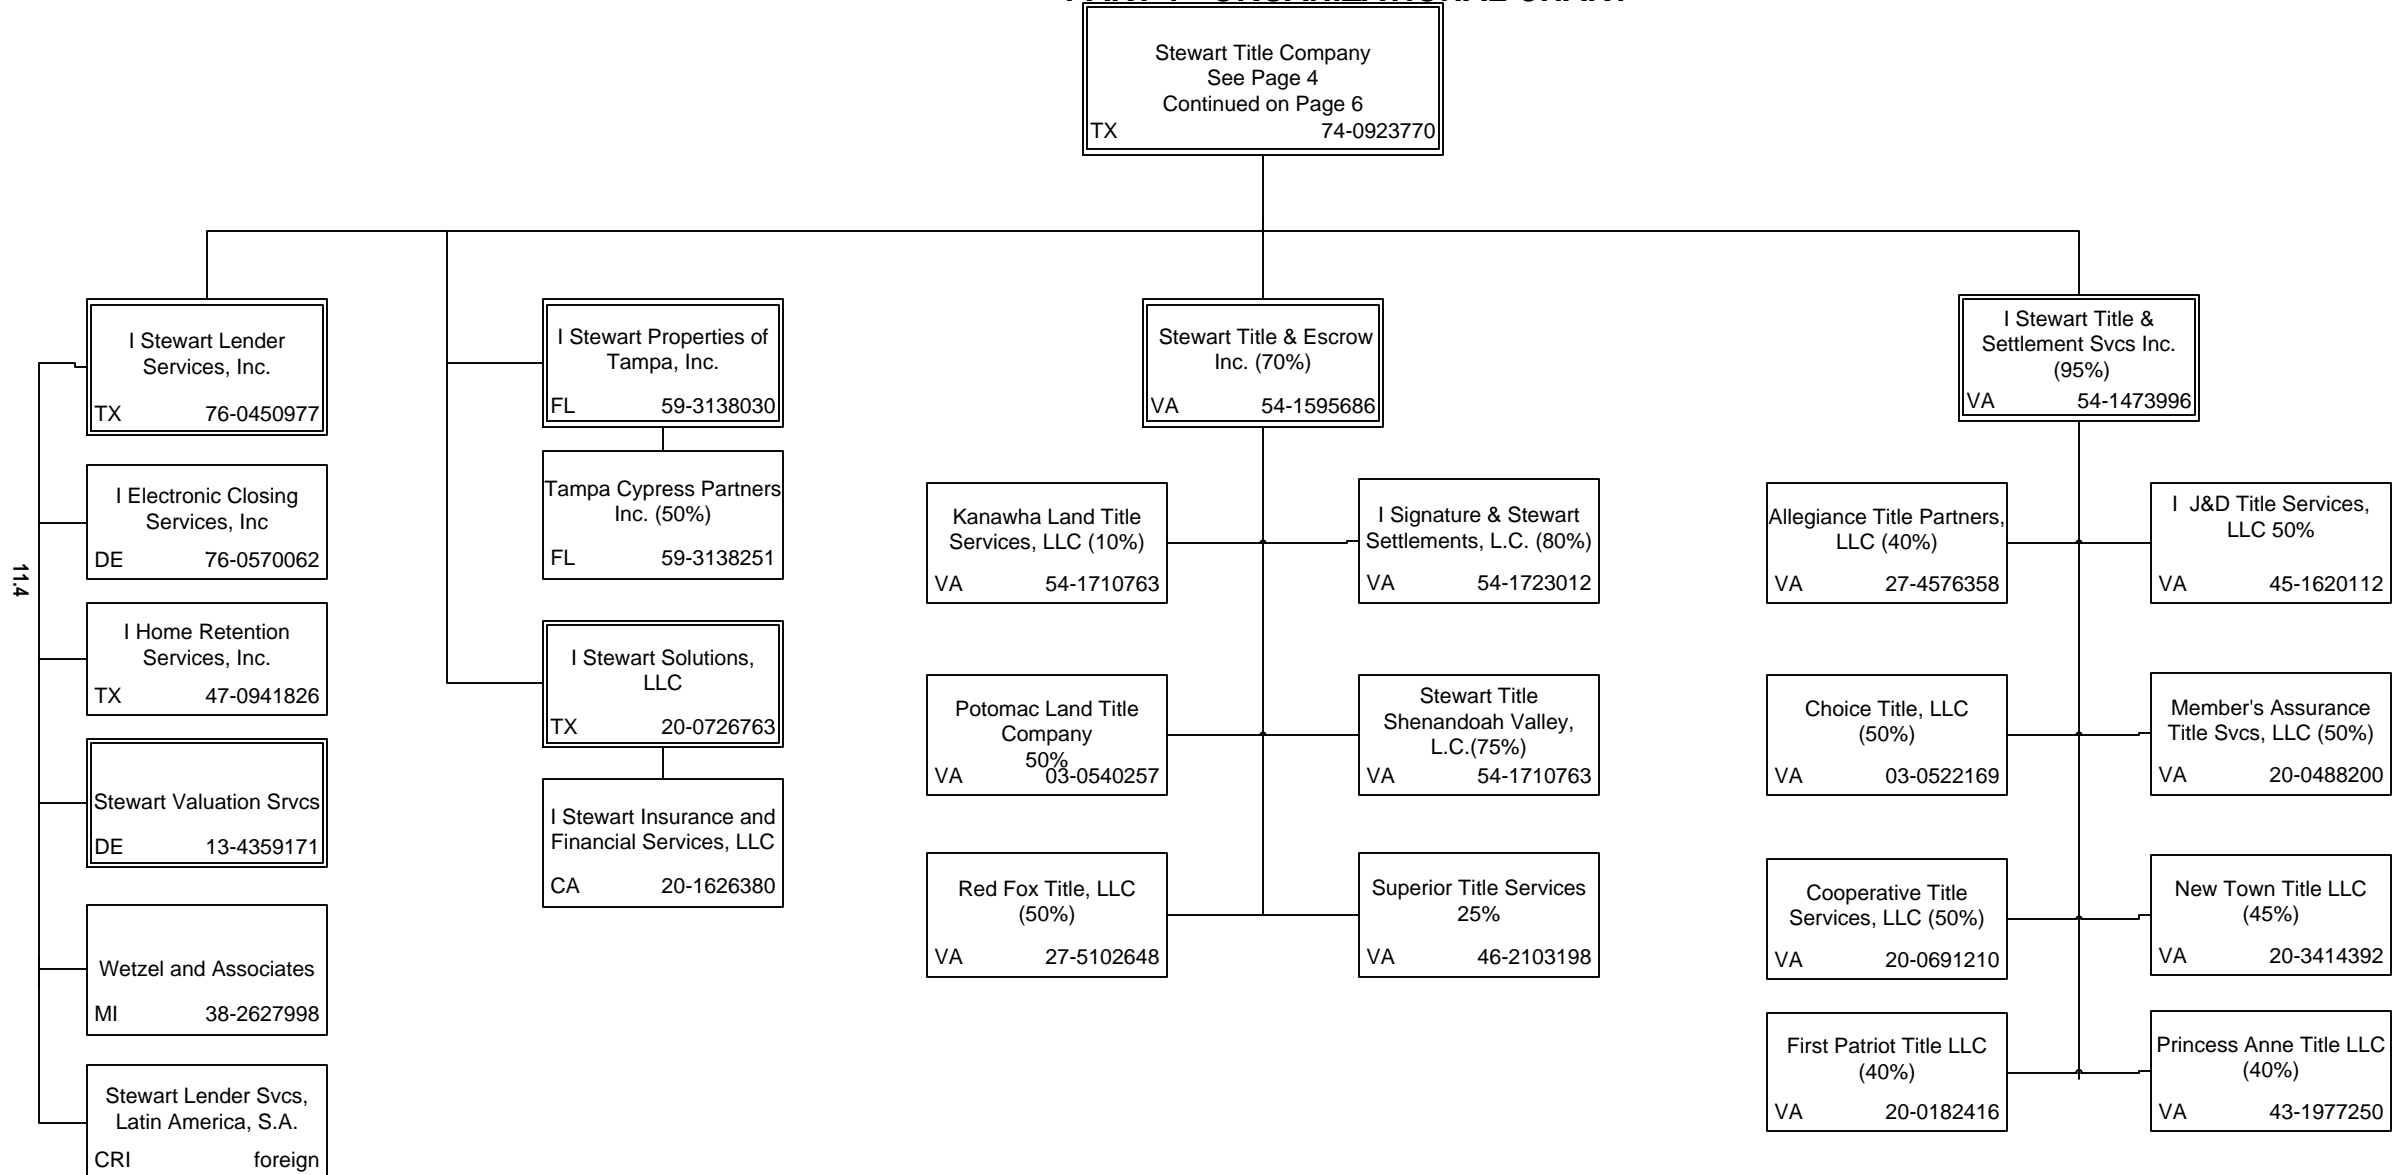 Stewart Title Company
See Page 4
Continued on Page 6
TX 74-0923770
I Stewart Lender
Services, Inc.
TX 76-0450977
I Electronic Closing
Services, Inc
DE 76-0570062
I Home Retention
Services, Inc.
TX 47-0941826
Stewart Valuation Srvcs
DE 13-4359171
Wetzel and Associates
MI 38-2627998
Stewart Lender Svcs,
Latin America, S.A.
CRI foreign
11.4
I Stewart Properties of
Tampa, Inc.
FL 59-3138030
Tampa Cypress Partners
Inc. (50%)
FL 59-3138251
I Stewart Solutions,
LLC
TX 20-0726763
I Stewart Insurance and
Financial Services, LLC
CA 20-1626380
Stewart Title & Escrow
Inc. (70%)
VA 54-1595686
Kanawha Land Title
Services, LLC (10%)
VA 54-1710763
I Signature & Stewart
Settlements, L.C. (80%)
VA 54-1723012
Potomac Land Title
Company
50%
VA 03-0540257
Stewart Title
Shenandoah Valley,
L.C.(75%)
VA 54-1710763
Red Fox Title, LLC
(50%)
VA 27-5102648
Superior Title Services
25%
VA 46-2103198
I Stewart Title &
Settlement Svcs Inc.
(95%)
VA 54-1473996
Allegiance Title Partners,
LLC (40%)
VA 27-4576358
I J&D Title Services,
LLC 50%
VA 45-1620112
Choice Title, LLC
(50%)
VA 03-0522169
Member's Assurance
Title Svcs, LLC (50%)
VA 20-0488200
Cooperative Title
Services, LLC (50%)
VA 20-0691210
New Town Title LLC
(45%)
VA 20-3414392
First Patriot Title LLC
(40%)
VA 20-0182416
Princess Anne Title LLC
(40%)
VA 43-1977250